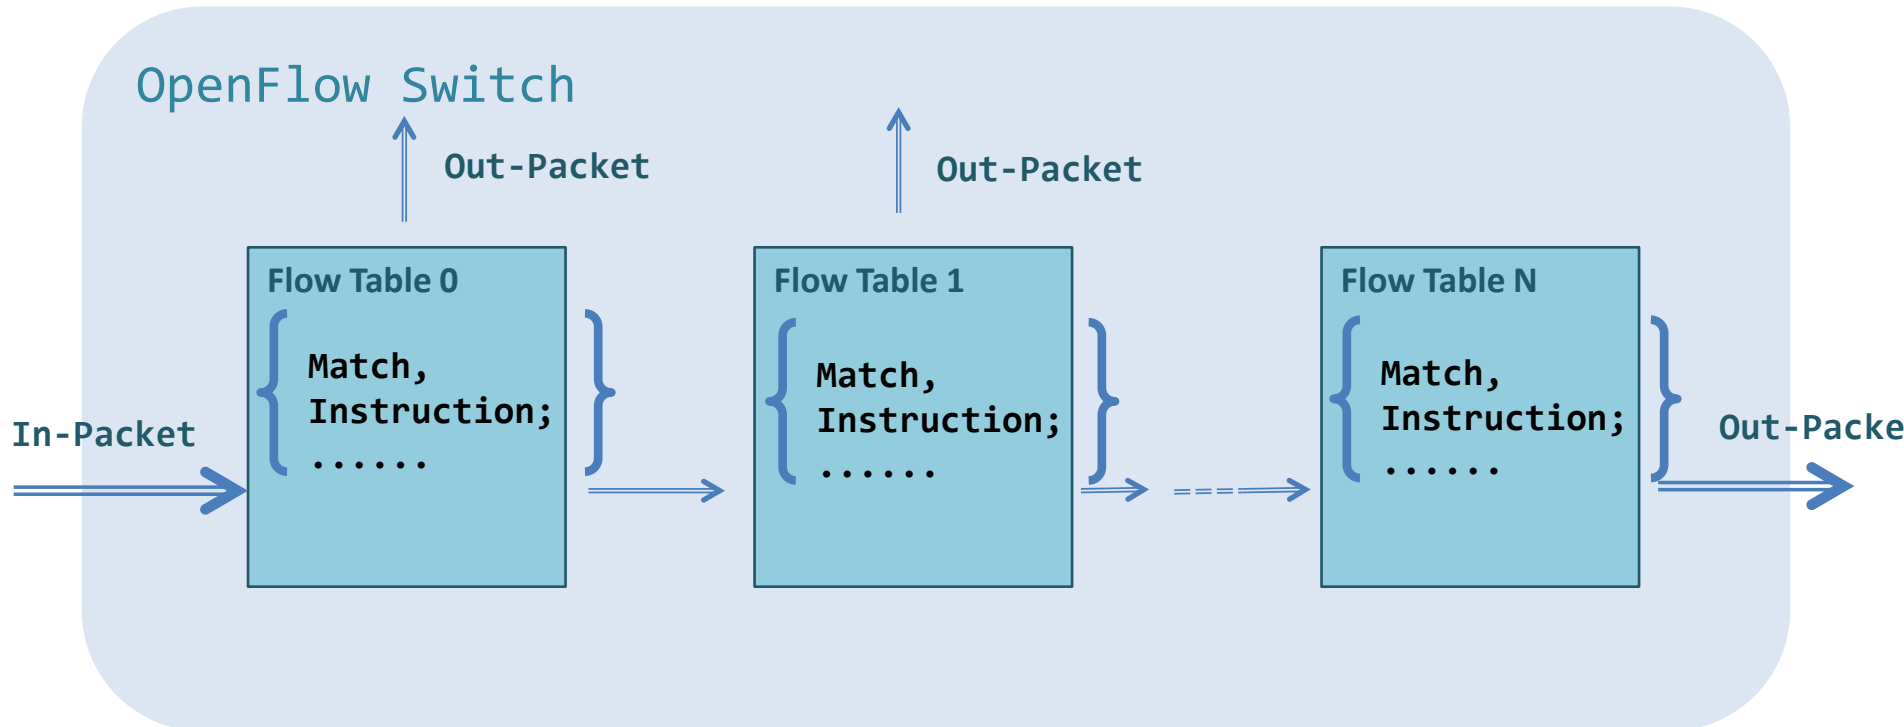 OpenFlow Switch
Out-Packet
Out-Packet
In-Packet
Flow Table 0
Match,
Instruction;
......
Flow Table 1
Match,
Instruction;
......
Flow Table N
Match,
Instruction;
......
Out-Packe